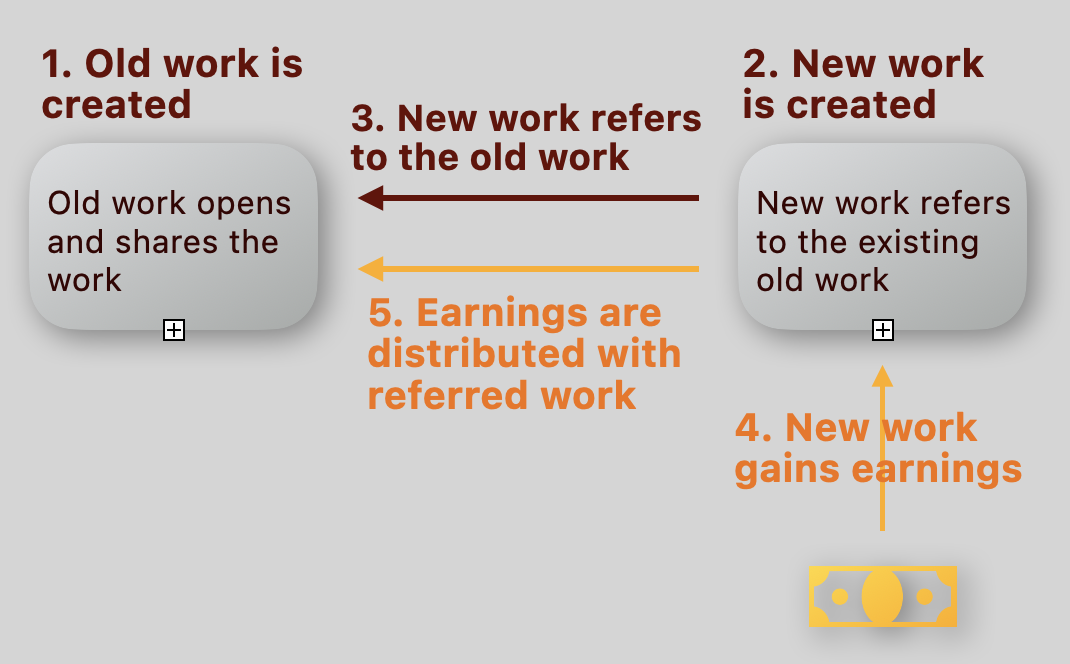 1. Old work is
created
2. New work
is created
3. New work refers
to the old work
Old work opens
and shares the
work
New work refers
to the existing
old work
5. Earnings are
distributed with
referred work
4. New work
gains earnings